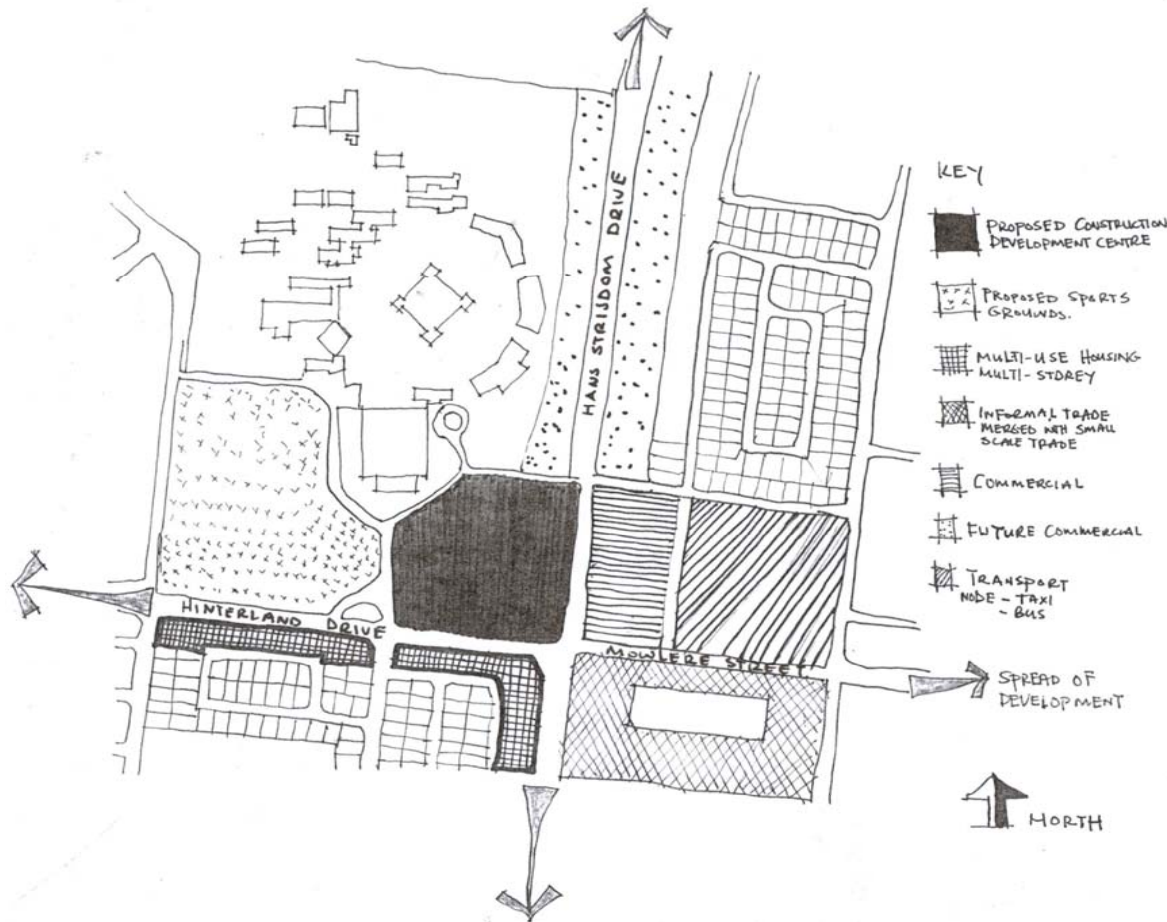 HANS STRIJDOM DRIVE
HINTERLAND DRIVE
MOWLERE STREET
KEY
PROPOSED CONSTRUCTION
DEVELOPMENT CENTRE
PROPOSED SPORTS
GROUNDS.
MULTI-USE HOUSING
MULTI-STOREY
INFORMAL TRADE
MERGED WITH SMALL
SCALE TRADE
COMMERCIAL
FUTURE COMMERCIAL
TRANSPORT
NODE - TAXI
- BUS
SPREAD OF
DEVELOPMENT
NORTH